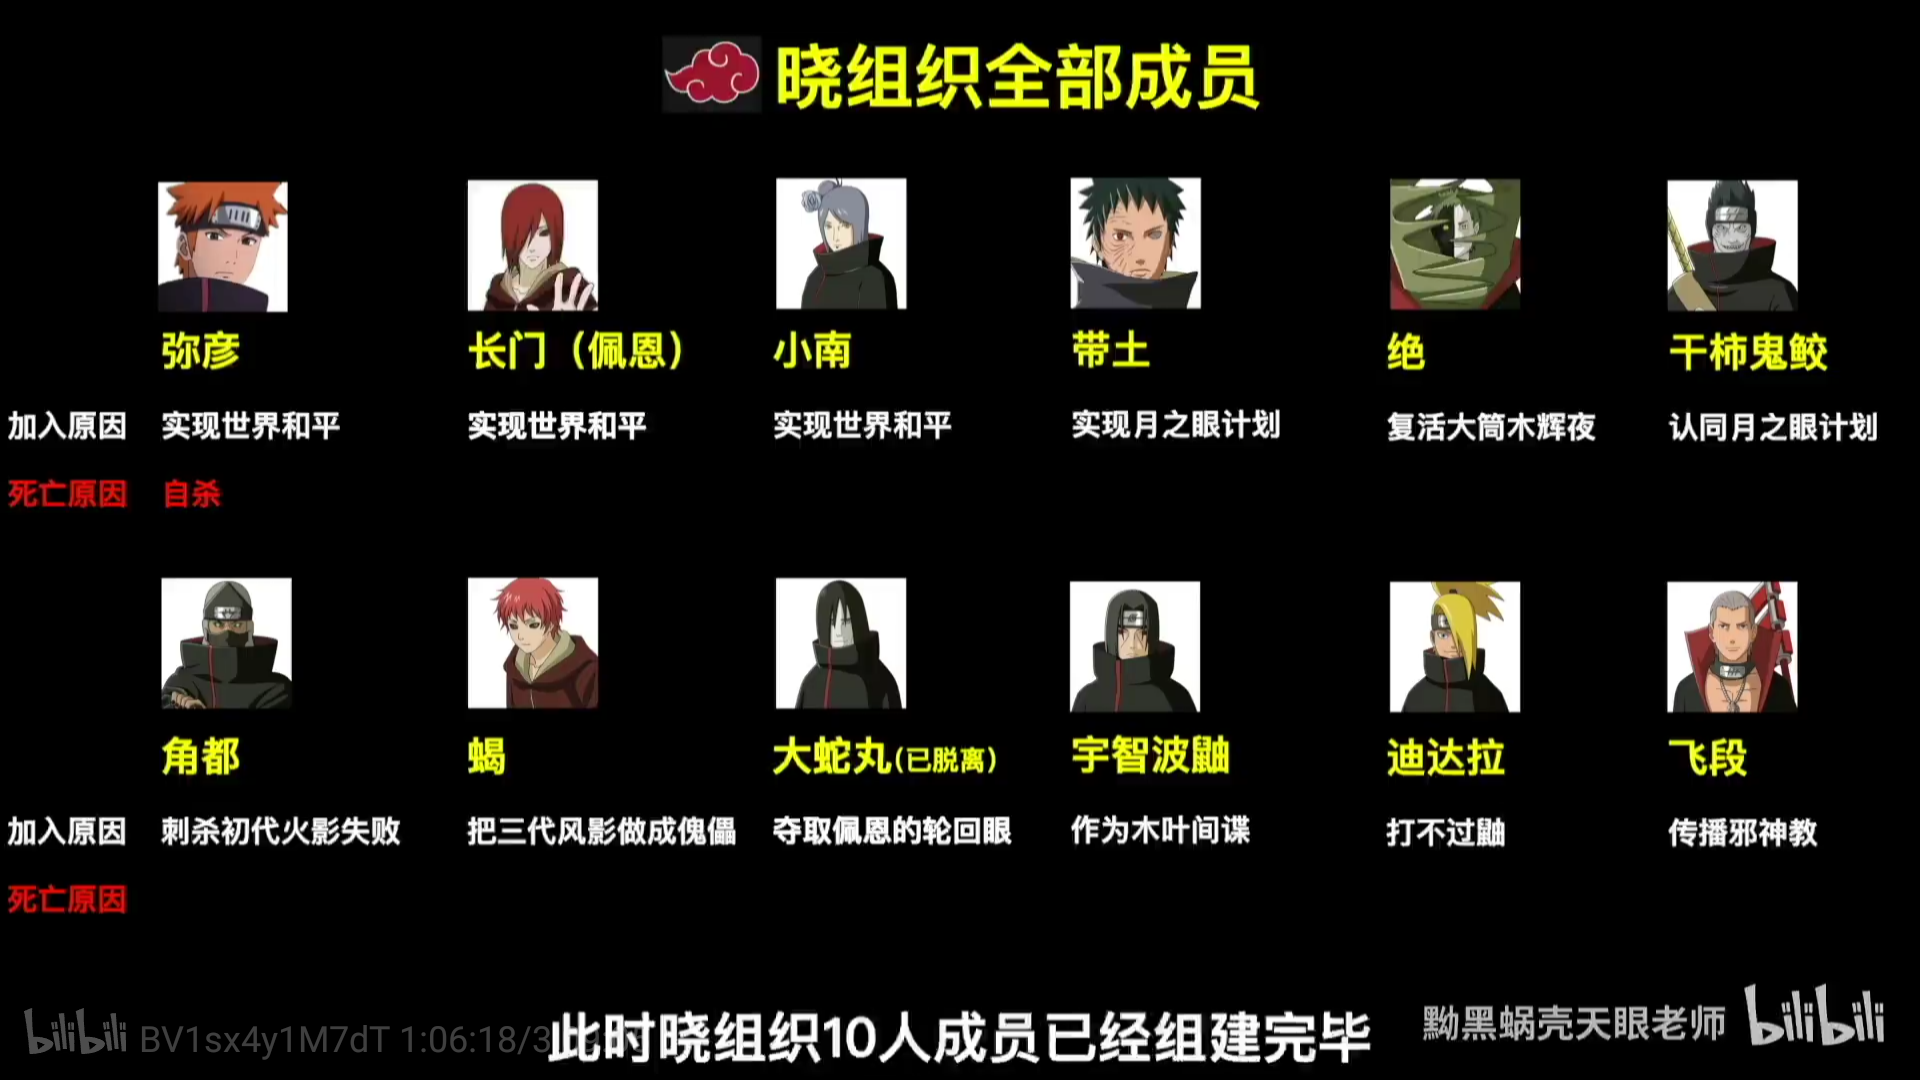 晓组织全部成员
弥彦 长门（佩恩） 小南 带土 绝 干柿鬼鲛
加入原因 实现世界和平 实现世界和平 实现世界和平 实现月之眼计划 复活大筒木辉夜 认同月之眼计划
死亡原因 自杀
角都 蝎 大蛇丸(已脱离) 宇智波鼬 迪达拉 飞段
加入原因 刺杀初代火影失败 把三代风影做成傀儡 夺取佩恩的轮回眼 作为木叶间谍 打不过鼬 传播邪神教
死亡原因
此时晓组织10人成员已经组建完毕
黝黑蜗壳天眼老师 bilibili
bilibili BV1sx4y1M7dT 1:06:18/3